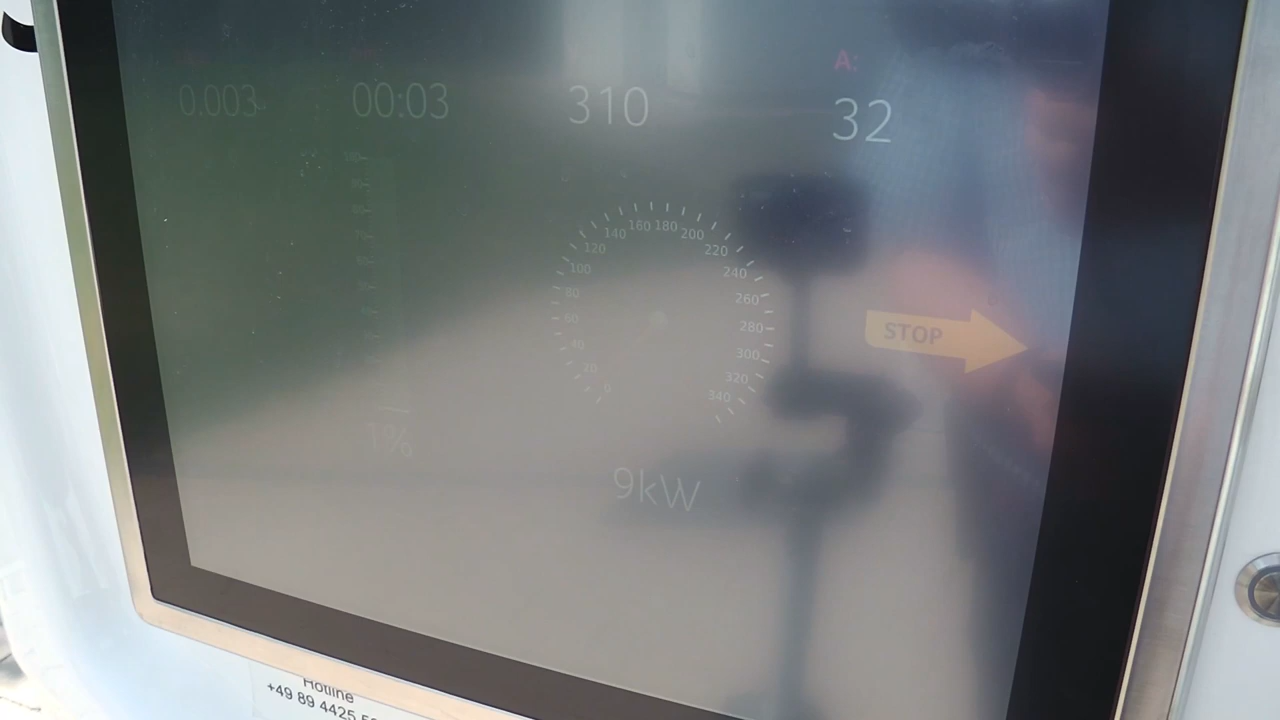 A:
0.003 00:03 310 32
0 20 40 60 80 100 120 140 160 180 200 220 240 260 280 300 320 340
STOP
1%
9kW
Hotline
+49 89 4425